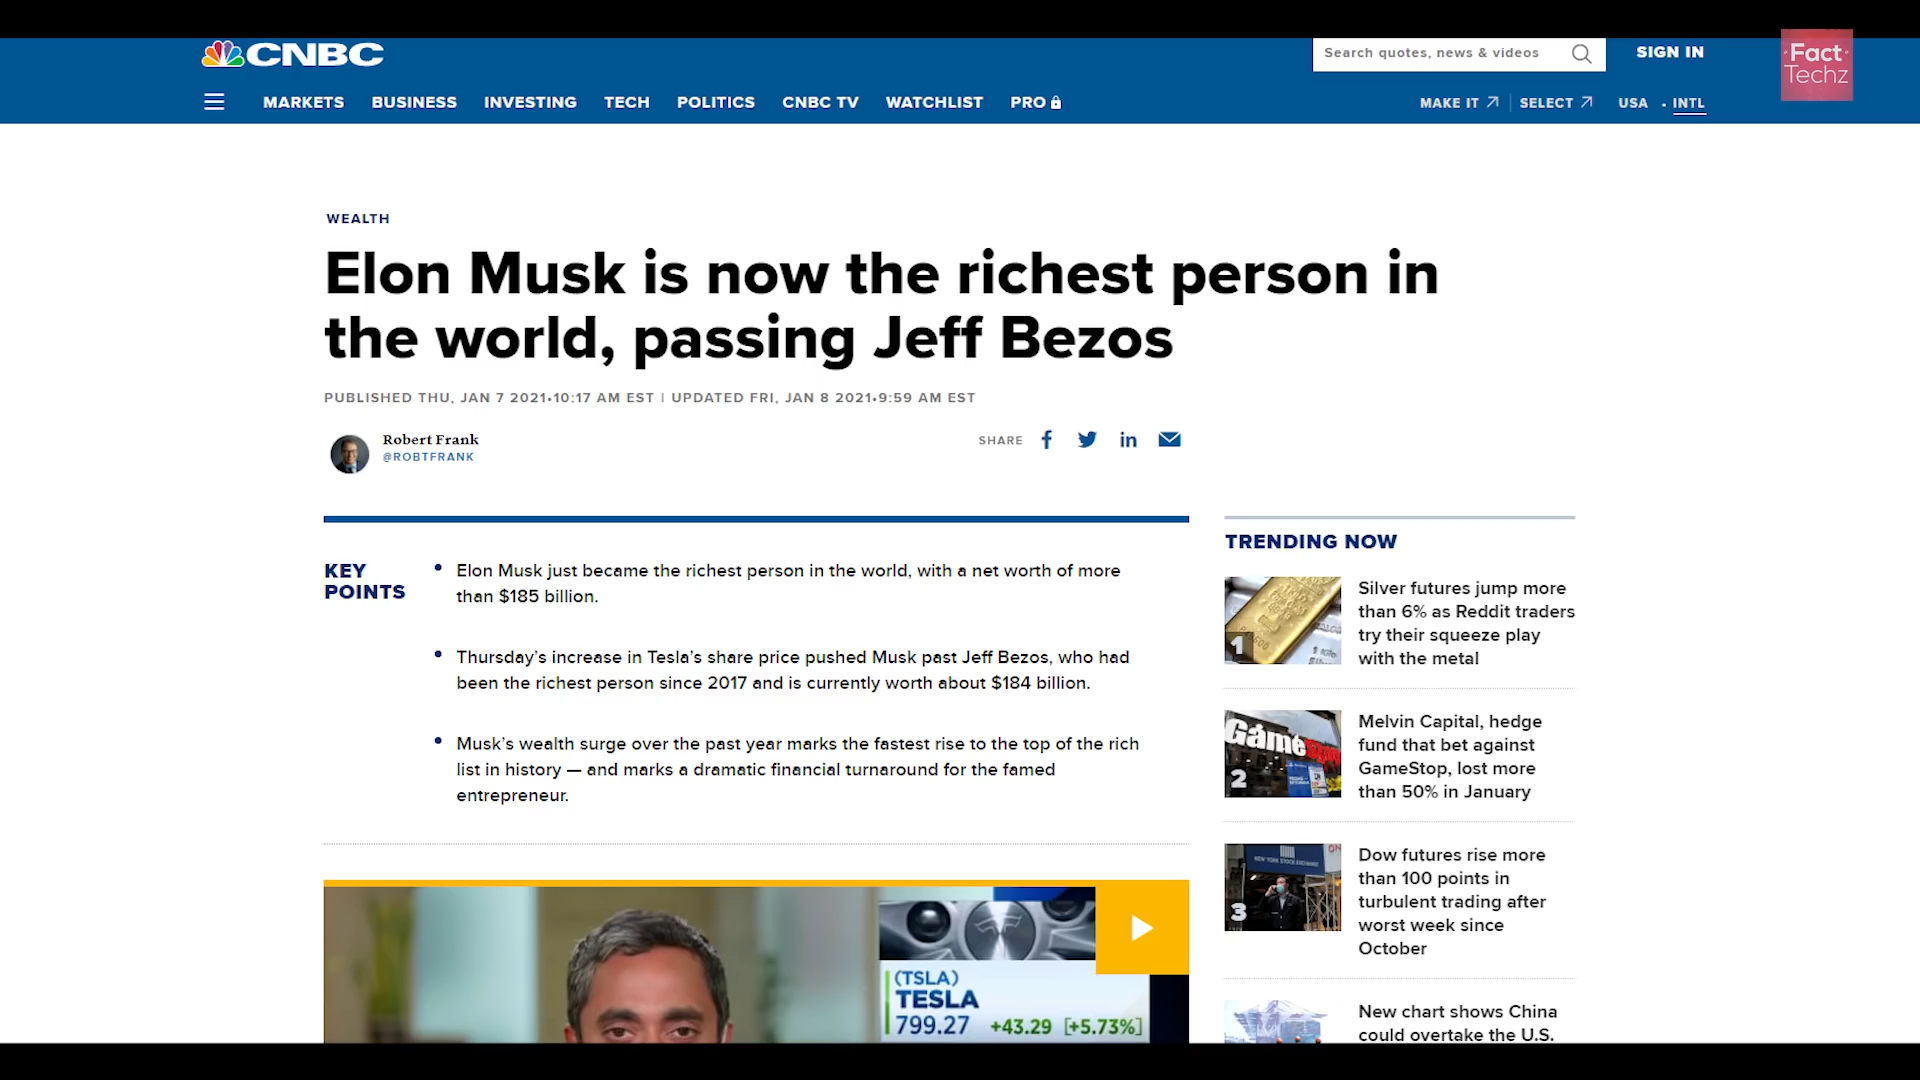 CNBC
Search quotes, news & videos
SIGN IN
Fact
Techz
MARKETS BUSINESS INVESTING TECH POLITICS CNBC TV WATCHLIST PRO
MAKE IT SELECT USA • INTL
WEALTH
Elon Musk is now the richest person in
the world, passing Jeff Bezos
PUBLISHED THU, JAN 7 2021•10:17 AM EST | UPDATED FRI, JAN 8 2021•9:59 AM EST
Robert Frank
@ROBTFRANK
SHARE
KEY
POINTS
• Elon Musk just became the richest person in the world, with a net worth of more
than $185 billion.
• Thursday’s increase in Tesla’s share price pushed Musk past Jeff Bezos, who had
been the richest person since 2017 and is currently worth about $184 billion.
• Musk’s wealth surge over the past year marks the fastest rise to the top of the rich
list in history — and marks a dramatic financial turnaround for the famed
entrepreneur.
(TSLA)
TESLA
799.27 +43.29 [+5.73%]
TRENDING NOW
1
Silver futures jump more
than 6% as Reddit traders
try their squeeze play
with the metal
2
Melvin Capital, hedge
fund that bet against
GameStop, lost more
than 50% in January
NEW YORK STOCK EXCHANGE
3
Dow futures rise more
than 100 points in
turbulent trading after
worst week since
October
New chart shows China
could overtake the U.S.